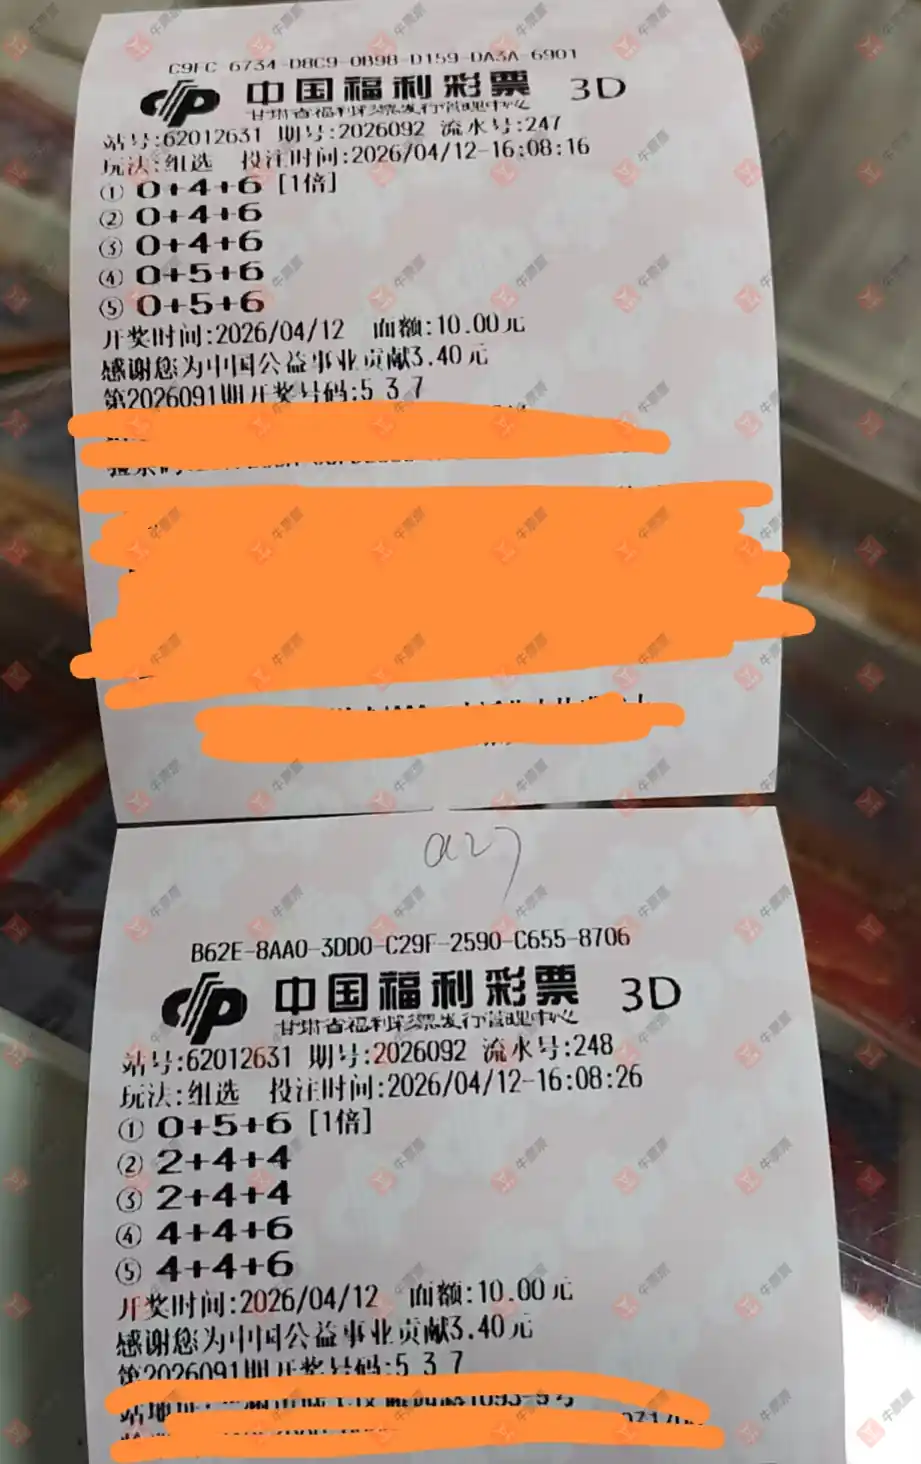 C9FC-6734-D8C9-0B98-D159-DA3A-6901
中国福利彩票 3D
甘肃省福利彩票发行管理中心
站号:62012631 期号:2026092 流水号:247
玩法:组选 投注时间:2026/04/12-16:08:16
① 0+4+6 [1倍]
② 0+4+6
③ 0+4+6
④ 0+5+6
⑤ 0+5+6
开奖时间:2026/04/12 面额:10.00元
感谢您为中国公益事业贡献3.40元
第2026091期开奖号码:5 3 7
B62E-8AA0-3DD0-C29F-2590-C655-8706
中国福利彩票 3D
甘肃省福利彩票发行管理中心
站号:62012631 期号:2026092 流水号:248
玩法:组选 投注时间:2026/04/12-16:08:26
① 0+5+6 [1倍]
② 2+4+4
③ 2+4+4
④ 4+4+6
⑤ 4+4+6
开奖时间:2026/04/12 面额:10.00元
感谢您为中国公益事业贡献3.40元
第2026091期开奖号码:5 3 7
站地址: